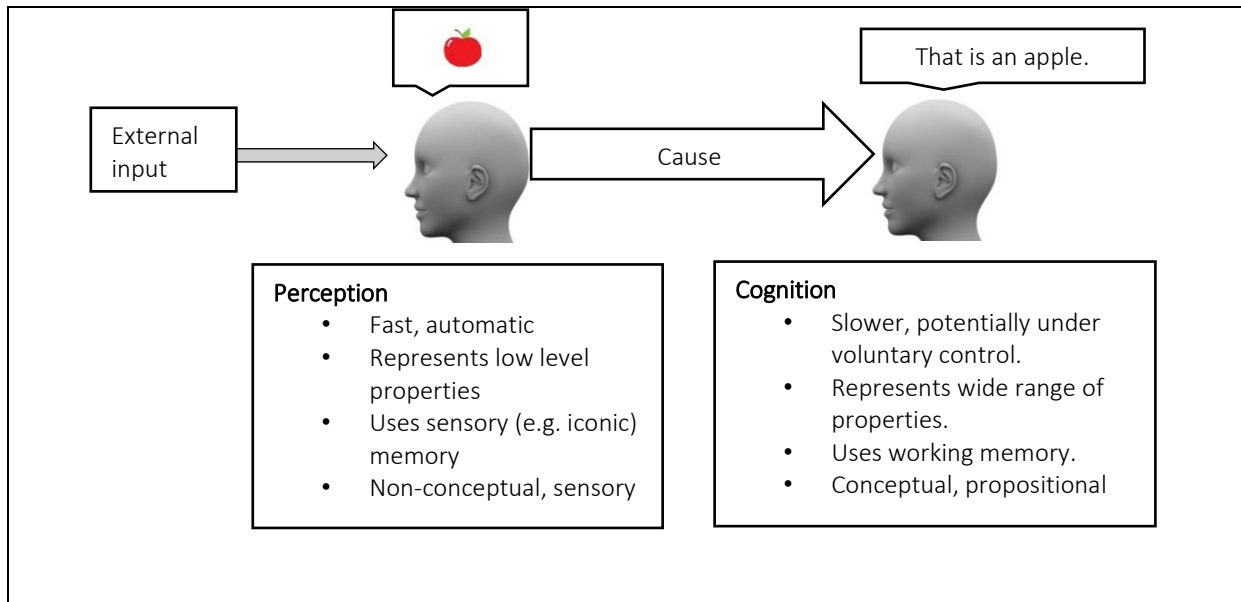 That is an apple.
External
input
Cause
Perception
• Fast, automatic
• Represents low level
properties
• Uses sensory (e.g. iconic)
memory
• Non-conceptual, sensory
Cognition
• Slower, potentially under
voluntary control.
• Represents wide range of
properties.
• Uses working memory.
• Conceptual, propositional